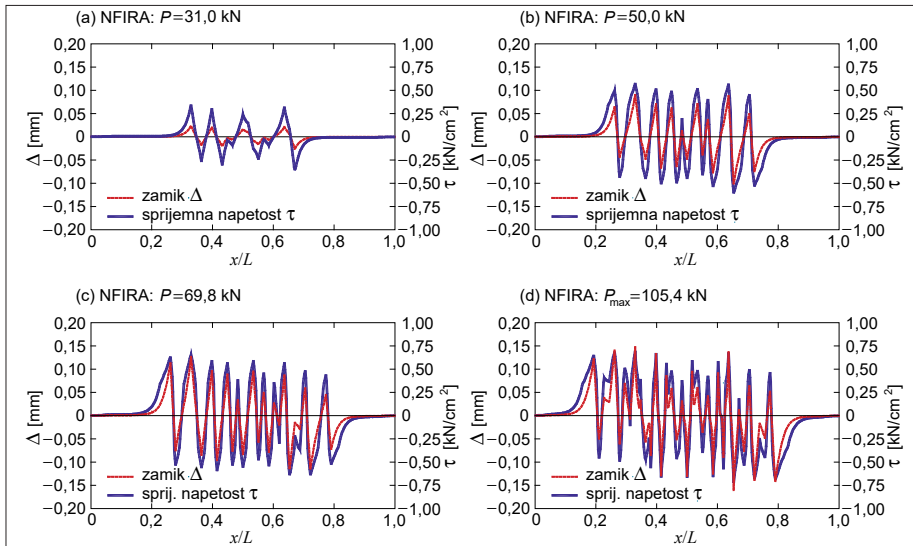 (a) NFIRA: P=31,0 kN
0,20
0,15
0,10
0,05
0
−0,05
−0,10
−0,15
−0,20
Δ [mm]
1,00
0,75
0,50
0,25
0
−0,25
−0,50
−0,75
−1,00
τ [kN/cm²]
zamik Δ
sprijemna napetost τ
0 0,2 0,4 0,6 0,8 1,0
x/L
(b) NFIRA: P=50,0 kN
0,20
0,15
0,10
0,05
0
−0,05
−0,10
−0,15
−0,20
Δ [mm]
1,00
0,75
0,50
0,25
0
−0,25
−0,50
−0,75
−1,00
τ [kN/cm²]
zamik Δ
sprijemna napetost τ
0 0,2 0,4 0,6 0,8 1,0
x/L
(c) NFIRA: P=69,8 kN
0,20
0,15
0,10
0,05
0
−0,05
−0,10
−0,15
−0,20
Δ [mm]
1,00
0,75
0,50
0,25
0
−0,25
−0,50
−0,75
−1,00
τ [kN/cm²]
zamik Δ
sprij. napetost τ
0 0,2 0,4 0,6 0,8 1,0
x/L
(d) NFIRA: Pmax=105,4 kN
0,20
0,15
0,10
0,05
0
−0,05
−0,10
−0,15
−0,20
Δ [mm]
1,00
0,75
0,50
0,25
0
−0,25
−0,50
−0,75
−1,00
τ [kN/cm²]
zamik Δ
sprij. napetost τ
0 0,2 0,4 0,6 0,8 1,0
x/L